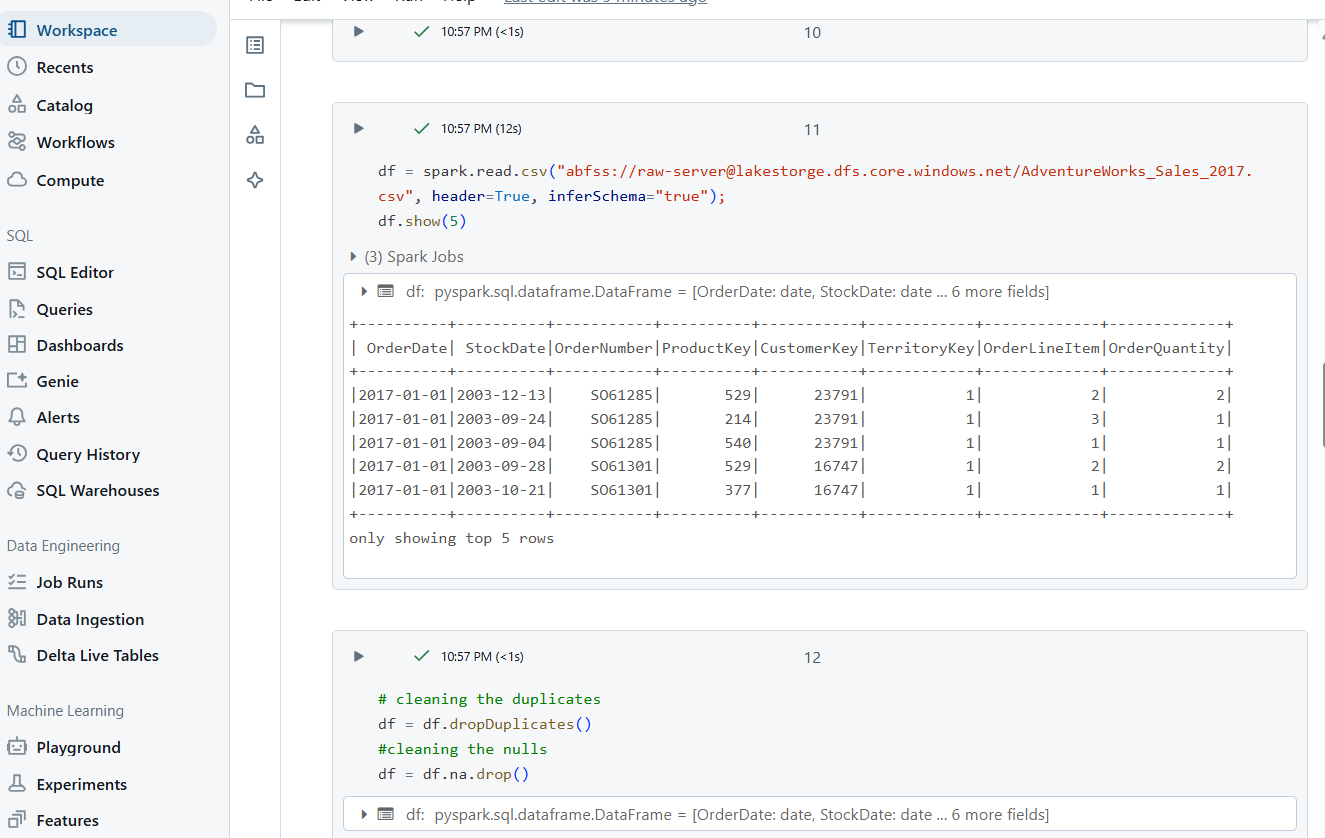 File Edit View Run Help Last edit was 9 minutes ago
Workspace
Recents
Catalog
Workflows
Compute
SQL
SQL Editor
Queries
Dashboards
Genie
Alerts
Query History
SQL Warehouses
Data Engineering
Job Runs
Data Ingestion
Delta Live Tables
Machine Learning
Playground
Experiments
Features
10:57 PM (<1s) 10
10:57 PM (12s) 11
df = spark.read.csv("abfss://raw-server@lakestorge.dfs.core.windows.net/AdventureWorks_Sales_2017.
csv", header=True, inferSchema="true");
df.show(5)
(3) Spark Jobs
df: pyspark.sql.dataframe.DataFrame = [OrderDate: date, StockDate: date ... 6 more fields]
+----------+----------+-----------+----------+-----------+------------+-------------+-------------+
| OrderDate| StockDate|OrderNumber|ProductKey|CustomerKey|TerritoryKey|OrderLineItem|OrderQuantity|
+----------+----------+-----------+----------+-----------+------------+-------------+-------------+
|2017-01-01|2003-12-13|    SO61285|       529|      23791|           1|            2|            2|
|2017-01-01|2003-09-24|    SO61285|       214|      23791|           1|            3|            1|
|2017-01-01|2003-09-04|    SO61285|       540|      23791|           1|            1|            1|
|2017-01-01|2003-09-28|    SO61301|       529|      16747|           1|            2|            2|
|2017-01-01|2003-10-21|    SO61301|       377|      16747|           1|            1|            1|
+----------+----------+-----------+----------+-----------+------------+-------------+-------------+
only showing top 5 rows
10:57 PM (<1s) 12
# cleaning the duplicates
df = df.dropDuplicates()
#cleaning the nulls
df = df.na.drop()
df: pyspark.sql.dataframe.DataFrame = [OrderDate: date, StockDate: date ... 6 more fields]